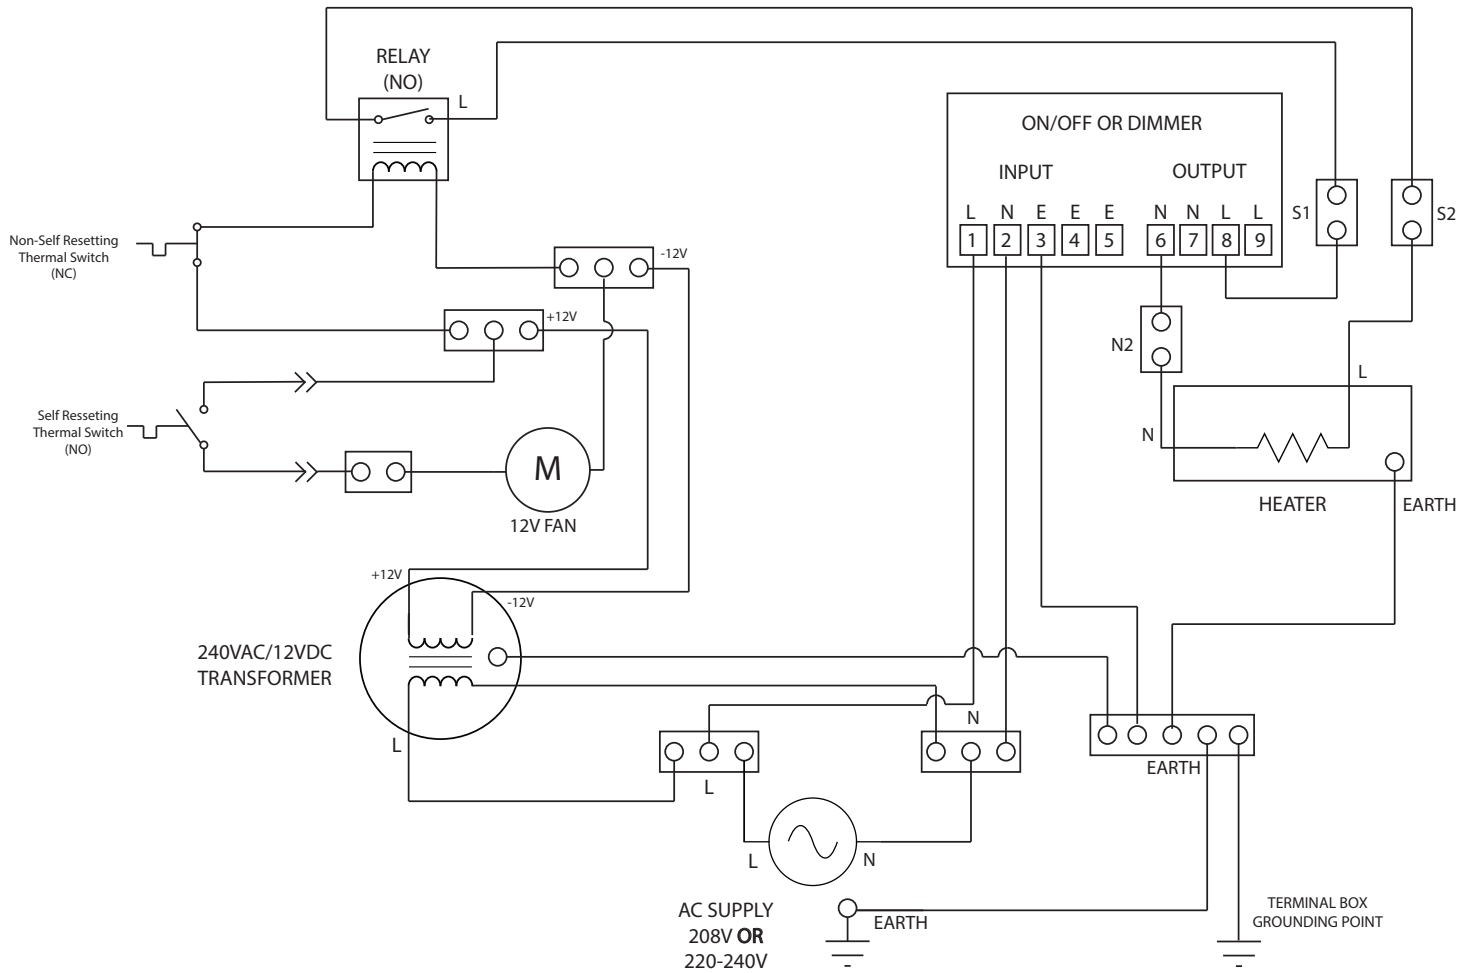 RELAY
(NO)
L
ON/OFF OR DIMMER
INPUT
OUTPUT
L N E E E N N L L
1 2 3 4 5 6 7 8 9
S1
S2
Non-Self Resetting
Thermal Switch
(NC)
-12V
+12V
N2
L
Self Resseting
Thermal Switch
(NO)
N
M
12V FAN
HEATER
EARTH
+12V
-12V
240VAC/12VDC
TRANSFORMER
L
N
L
EARTH
L
N
AC SUPPLY
208V OR
220-240V
EARTH
TERMINAL BOX
GROUNDING POINT